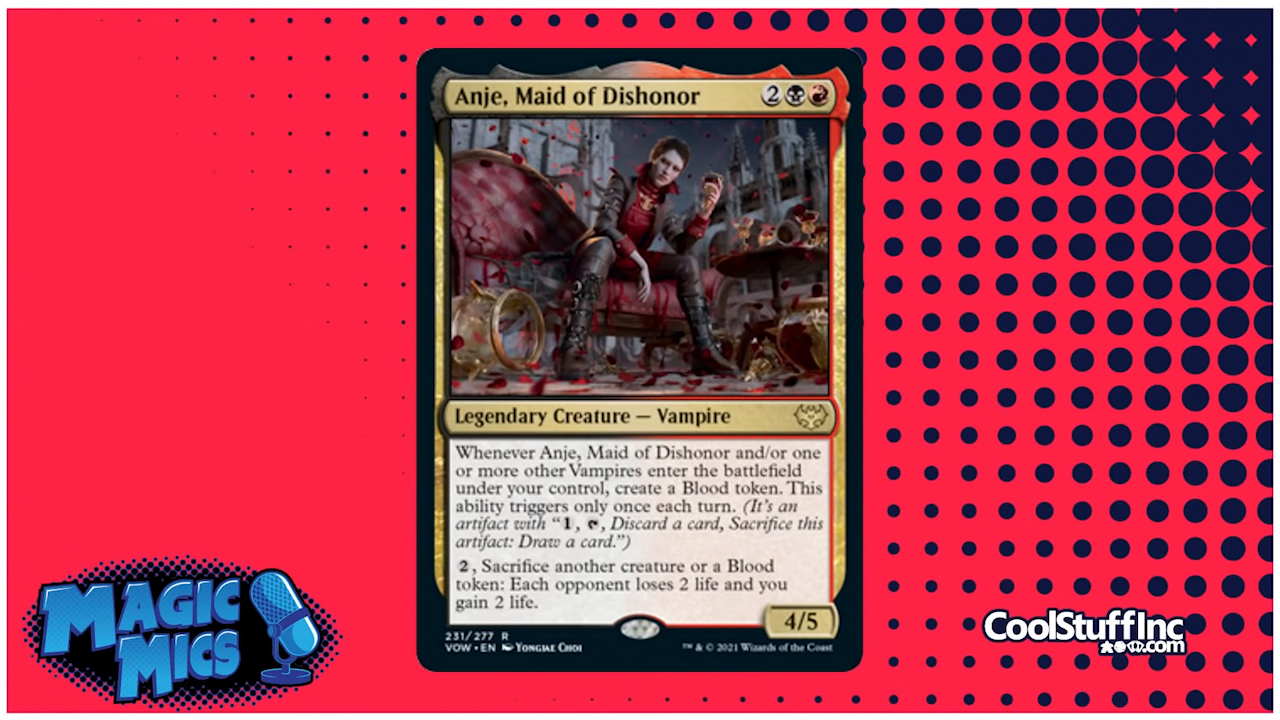 Anje, Maid of Dishonor 2
Legendary Creature — Vampire
Whenever Anje, Maid of Dishonor and/or one
or more other Vampires enter the battlefield
under your control, create a Blood token. This
ability triggers only once each turn. (It's an
artifact with "1, , Discard a card, Sacrifice this
artifact: Draw a card.")
2, Sacrifice another creature or a Blood
token: Each opponent loses 2 life and you
gain 2 life.
4/5
231/277 R
VOW • EN Yongjae Choi
™ & © 2021 Wizards of the Coast
MAGIC
MICS
CoolStuffInc
.com